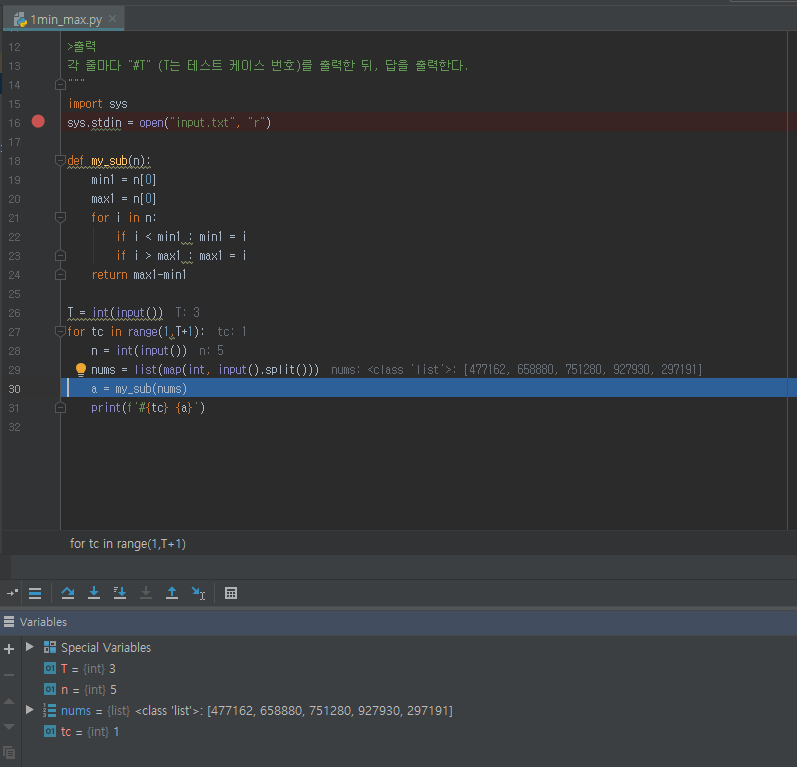 1min_max.py
12 >출력
13 각 줄마다 "#T" (T는 테스트 케이스 번호)를 출력한 뒤, 답을 출력한다.
14 """
15 import sys
16 sys.stdin = open("input.txt", "r")
17
18 def my_sub(n):
19 min1 = n[0]
20 max1 = n[0]
21 for i in n:
22 if i < min1 : min1 = i
23 if i > max1 : max1 = i
24 return max1-min1
25
26 T = int(input()) T: 3
27 for tc in range(1,T+1): tc: 1
28 n = int(input()) n: 5
29 nums = list(map(int, input().split())) nums: <class 'list'>: [477162, 658880, 751280, 927930, 297191]
30 a = my_sub(nums)
31 print(f'#{tc} {a}')
32
for tc in range(1,T+1)
Variables
Special Variables
01 T = {int} 3
01 n = {int} 5
nums = {list} <class 'list'>: [477162, 658880, 751280, 927930, 297191]
01 tc = {int} 1